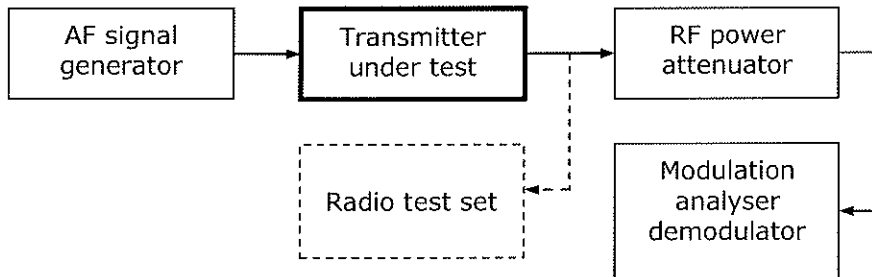 AF signal
generator
Transmitter
under test
RF power
attenuator
Radio test set
Modulation
analyser
demodulator